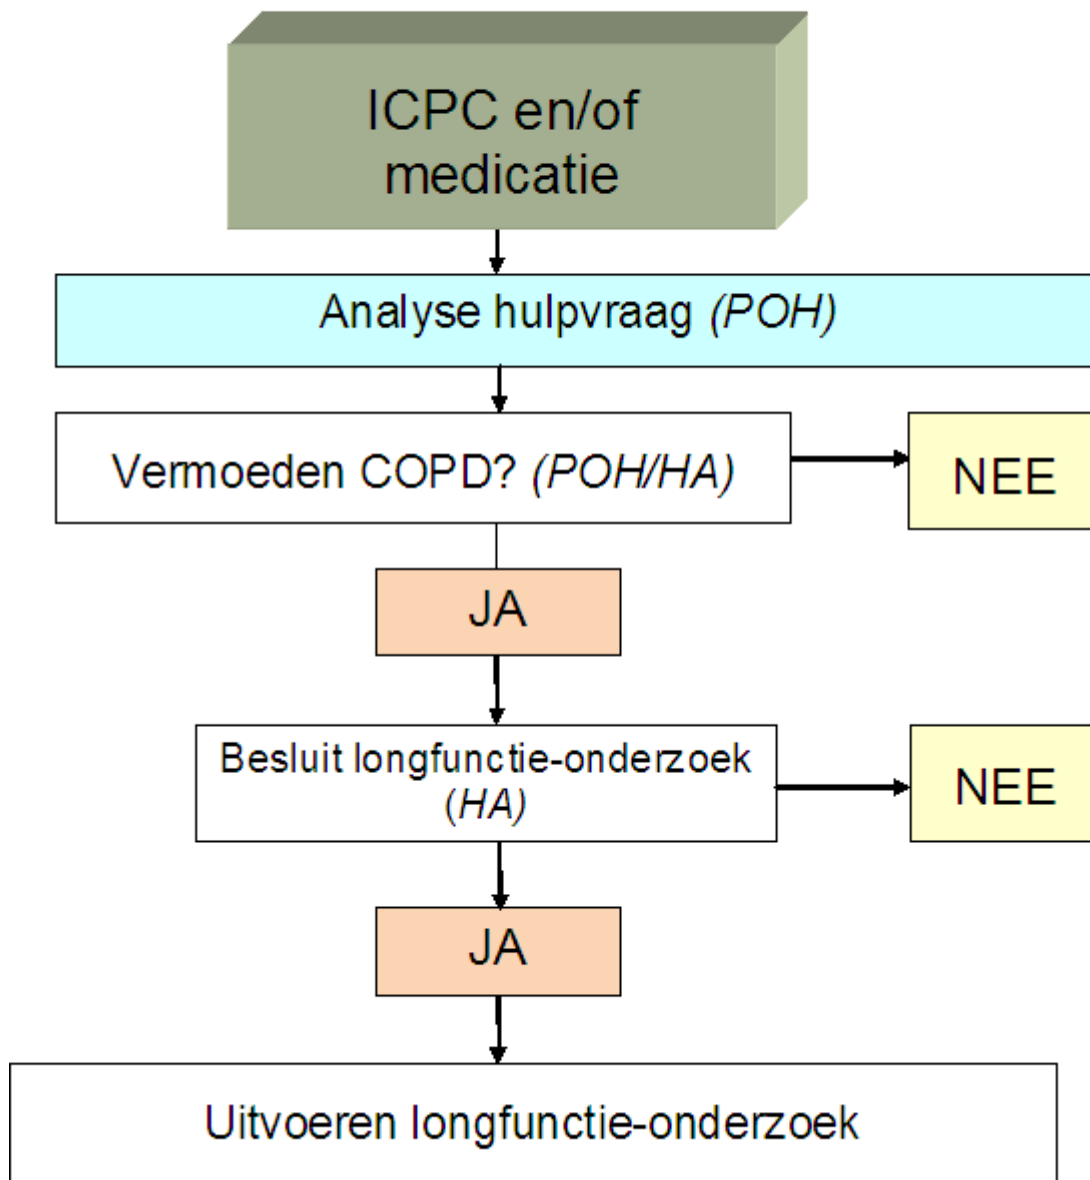 ICPC en/of
medicatie
Analyse hulpvraag (POH)
Vermoeden COPD? (POH/HA)
NEE
JA
Besluit longfunctie-onderzoek
(HA)
NEE
JA
Uitvoeren longfunctie-onderzoek